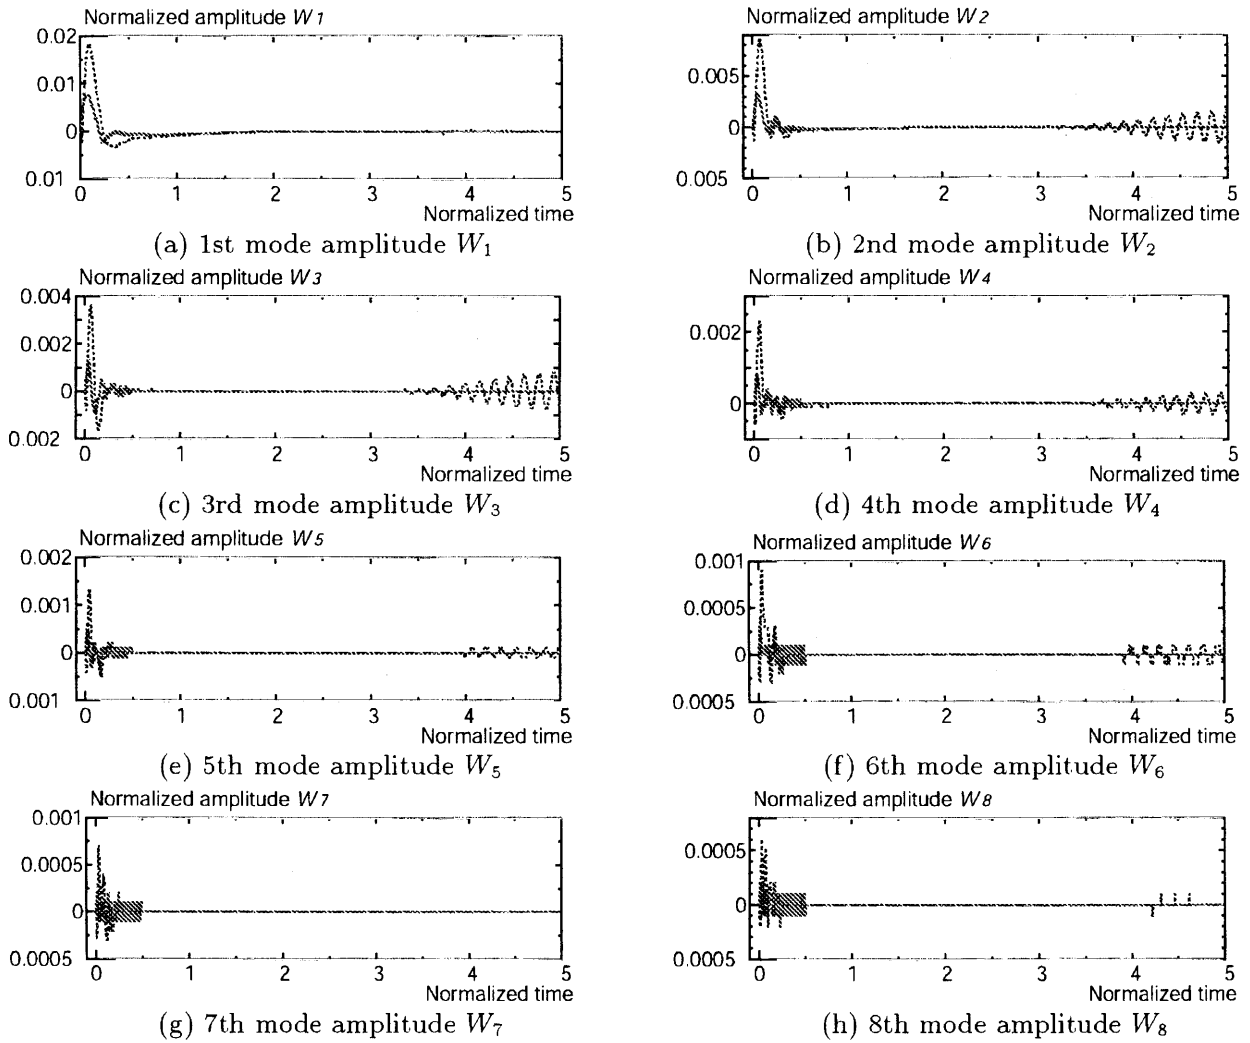 Normalized amplitude W1
0.02
0.01
0
0.01
0 1 2 3 4 5
Normalized time
(a) 1st mode amplitude W₁
Normalized amplitude W2
0.005
0
0.005
0 1 2 3 4 5
Normalized time
(b) 2nd mode amplitude W₂
Normalized amplitude W3
0.004
0.002
0
0.002
0 1 2 3 4 5
Normalized time
(c) 3rd mode amplitude W₃
Normalized amplitude W4
0.002
0
0 1 2 3 4 5
Normalized time
(d) 4th mode amplitude W₄
Normalized amplitude W5
0.002
0.001
0
0.001
0 1 2 3 4 5
Normalized time
(e) 5th mode amplitude W₅
Normalized amplitude W6
0.001
0.0005
0
0.0005
0 1 2 3 4 5
Normalized time
(f) 6th mode amplitude W₆
Normalized amplitude W7
0.001
0.0005
0
0.0005
0 1 2 3 4 5
Normalized time
(g) 7th mode amplitude W₇
Normalized amplitude W8
0.0005
0
0.0005
0 1 2 3 4 5
Normalized time
(h) 8th mode amplitude W₈